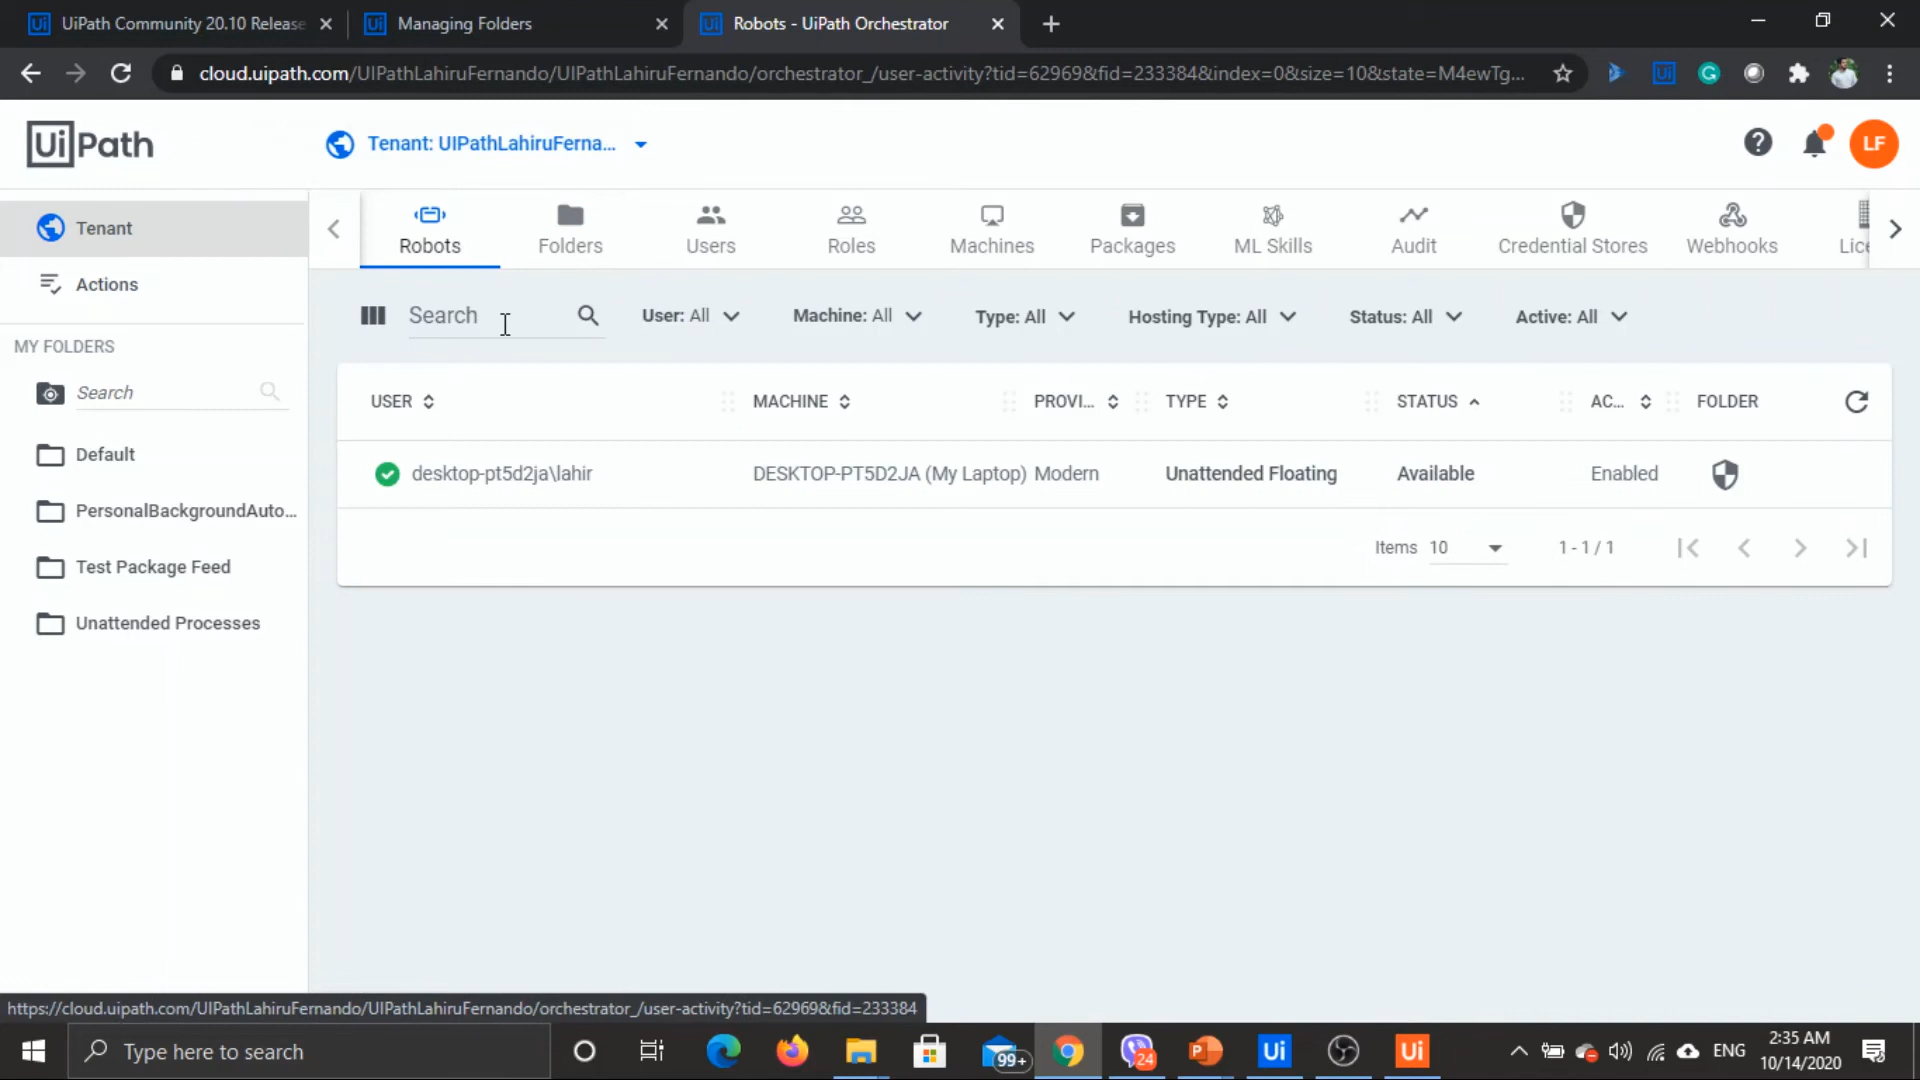 UiPath Community 20.10 Release
Managing Folders
Robots - UiPath Orchestrator
cloud.uipath.com/UIPathLahiruFernando/UIPathLahiruFernando/orchestrator_/user-activity?tid=62969&fid=233384&index=0&size=10&state=M4ewTg...
UiPath
Tenant: UIPathLahiruFerna...
LF
Tenant
Actions
MY FOLDERS
Search
Default
PersonalBackgroundAuto...
Test Package Feed
Unattended Processes
Robots
Folders
Users
Roles
Machines
Packages
ML Skills
Audit
Credential Stores
Webhooks
Lice
Search
User: All
Machine: All
Type: All
Hosting Type: All
Status: All
Active: All
USER MACHINE PROVI... TYPE STATUS AC... FOLDER
desktop-pt5d2ja\lahir DESKTOP-PT5D2JA (My Laptop) Modern Unattended Floating Available Enabled
Items 10 1 - 1 / 1
https://cloud.uipath.com/UIPathLahiruFernando/UIPathLahiruFernando/orchestrator_/user-activity?tid=62969&fid=233384
Type here to search
99+
24
Ui
Ui
ENG
2:35 AM
10/14/2020